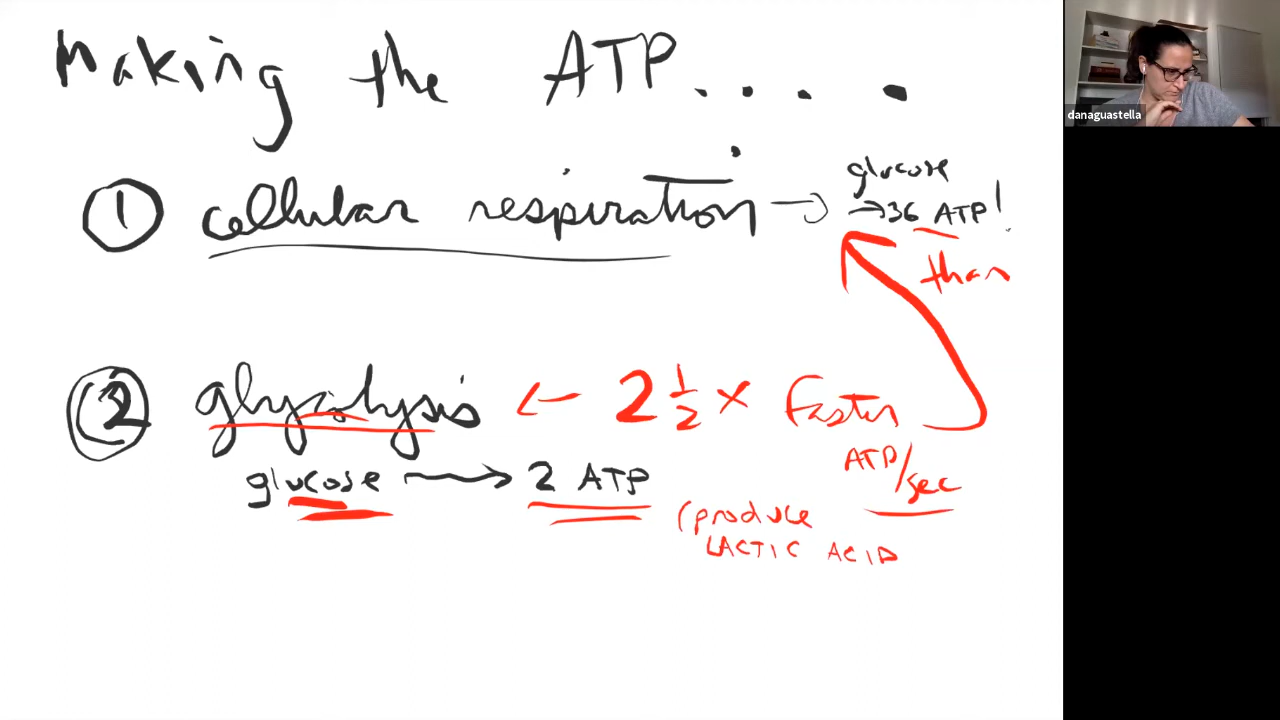 Making the ATP....
① cellular respiration → glucose
→36 ATP!
than
② glycolysis ← 2 1/2 x Faster
ATP/sec
glucose → 2 ATP
(produce
LACTIC ACID
danaguastella